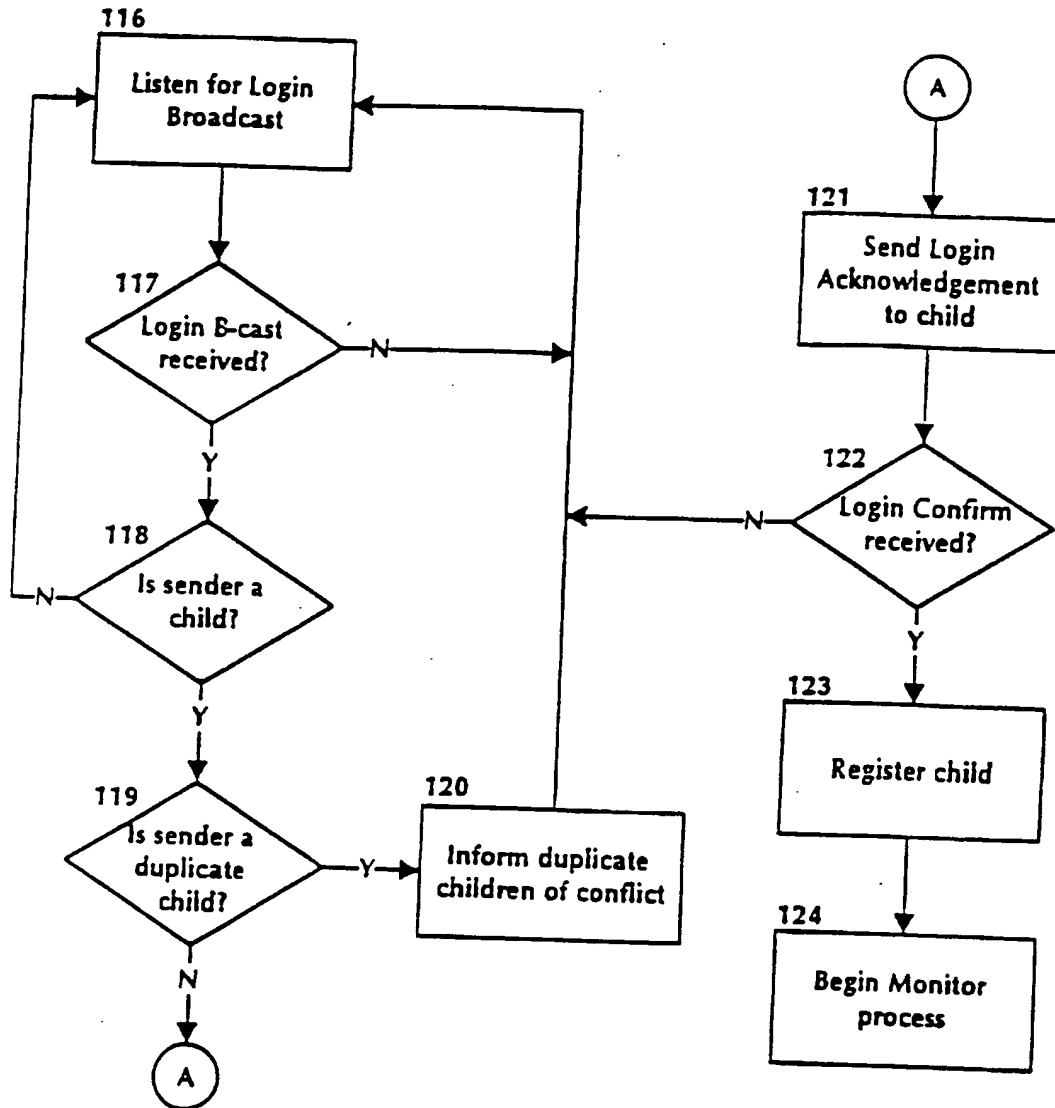 116
Listen for Login
Broadcast
117
Login B-cast
received?
N
Y
118
Is sender a
child?
N
Y
119
Is sender a
duplicate
child?
Y
N
A
120
Inform duplicate
children of conflict
A
121
Send Login
Acknowledgement
to child
122
Login Confirm
received?
N
Y
123
Register child
124
Begin Monitor
process